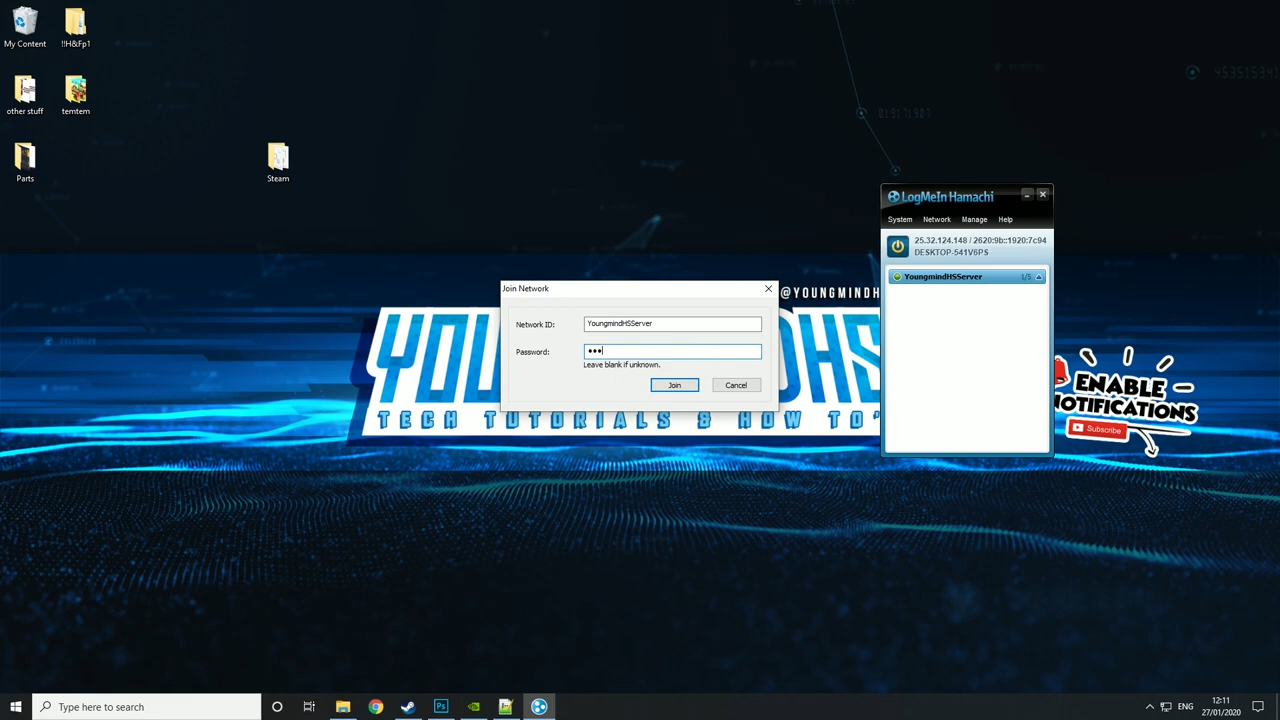 My Content
!!H&Fp1
other stuff
temtem
Parts
Steam
019171907
LogMeIn Hamachi
System Network Manage Help
25.32.124.148 / 2620:9b::1920:7c94
DESKTOP-541V6PS
YoungmindHSServer 1/5
Join Network
Network ID: YoungmindHSServer
Password: •••
Leave blank if unknown.
Join Cancel
@YOUNGMINDH
TECH TUTORIALS & HOW TO'
ENABLE
NOTIFICATIONS
Subscribe
Type here to search
Ps
ENG
12:11
27/01/2020